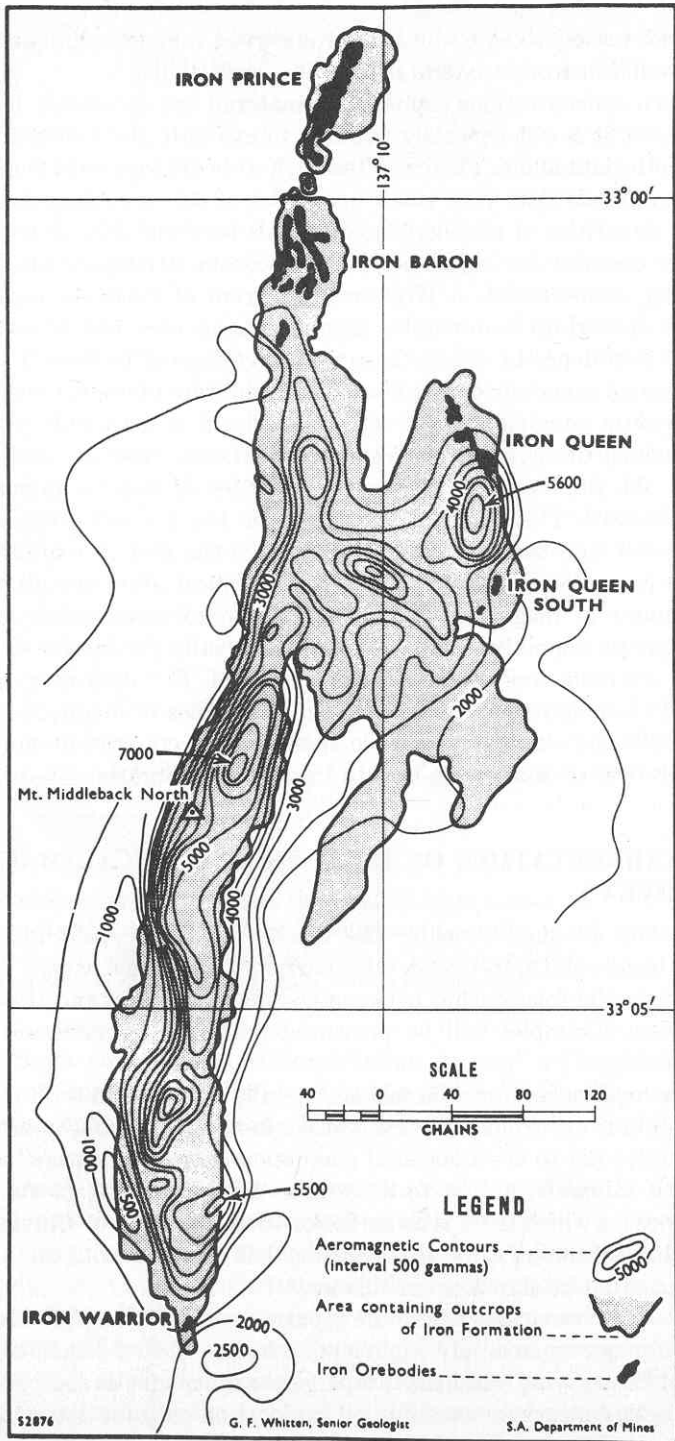 IRON PRINCE
137°10'
33°00'
IRON BARON
IRON QUEEN
5600
4000
IRON QUEEN
SOUTH
3000
2000
7000
Mt. Middleback North
3000
5000
4000
1000
33°05'
SCALE
40 0 40 80 120
CHAINS
1000
500
5500
LEGEND
Aeromagnetic Contours
(interval 500 gammas)
5000
Area containing outcrops
of Iron Formation
Iron Orebodies
IRON WARRIOR
2000
2500
S2876
G. F. Whitten, Senior Geologist
S.A. Department of Mines